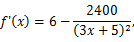 f'(x) = 6 − 2400/(3x + 5)²,